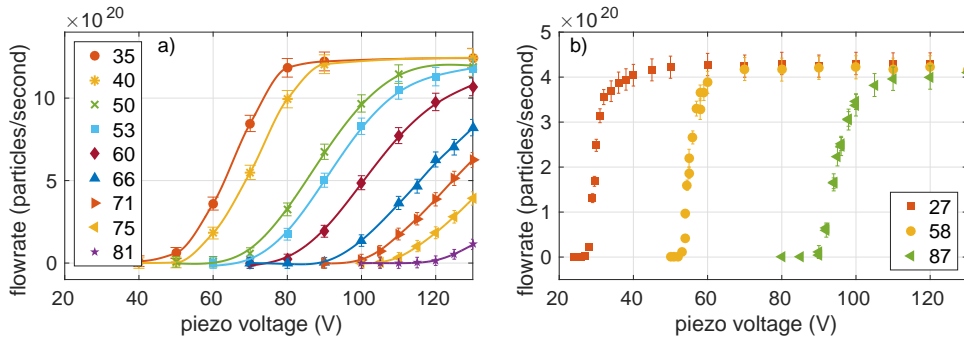 ×10 20
a)
35
40
50
53
60
66
71
75
81
10
5
0
flowrate (particles/second)
20 40 60 80 100 120
piezo voltage (V)
×10 20
b)
5
4
3
2
1
0
flowrate (particles/second)
27
58
87
20 40 60 80 100 120
piezo voltage (V)